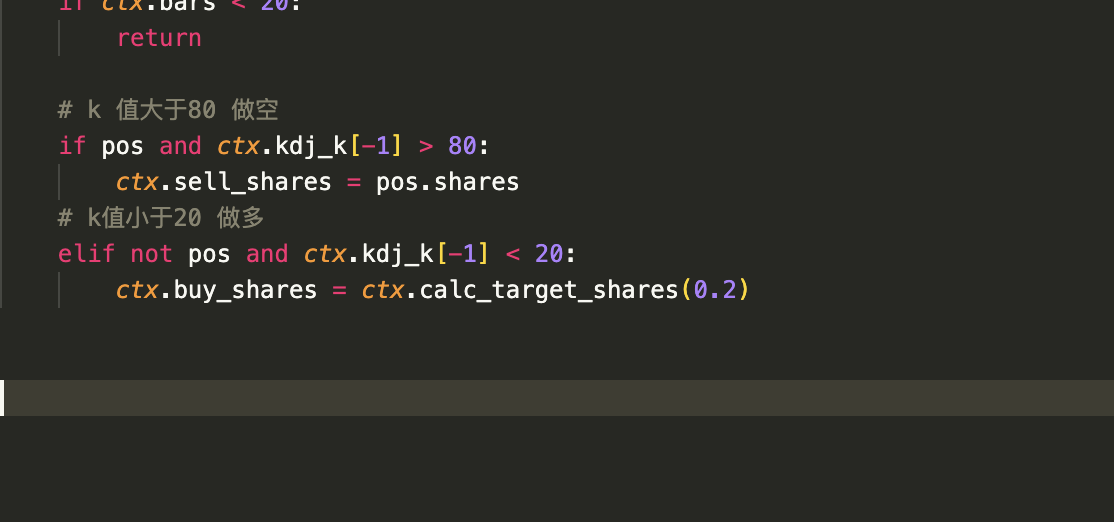 if ctx.bars < 20:
return
# k 值大于80 做空
if pos and ctx.kdj_k[-1] > 80:
ctx.sell_shares = pos.shares
# k值小于20 做多
elif not pos and ctx.kdj_k[-1] < 20:
ctx.buy_shares = ctx.calc_target_shares(0.2)